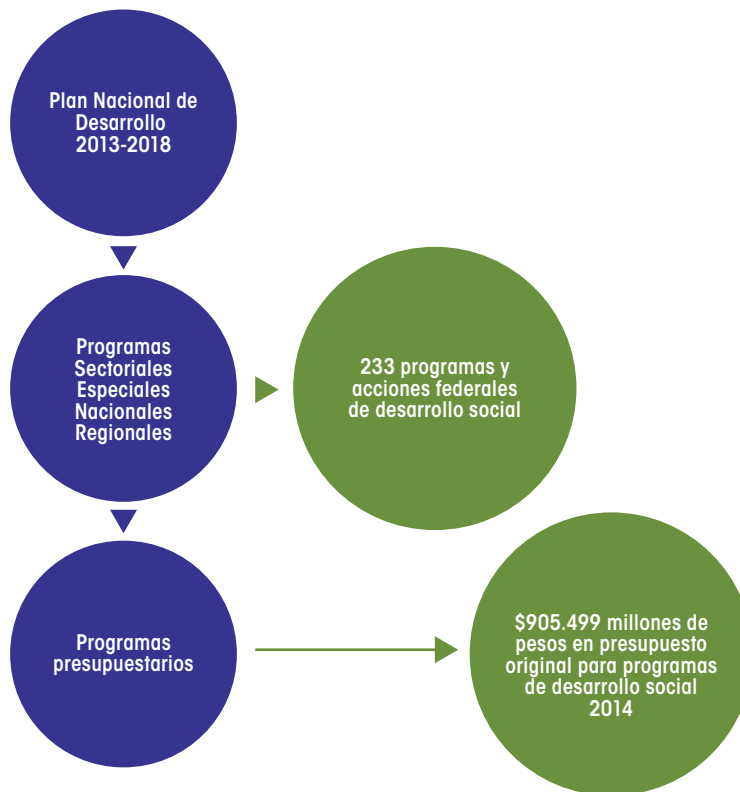 Plan Nacional de
Desarrollo
2013-2018
Programas
Sectoriales
Especiales
Nacionales
Regionales
233 programas y
acciones federales
de desarrollo social
Programas
presupuestarios
$905.499 millones de
pesos en presupuesto
original para programas
de desarrollo social
2014